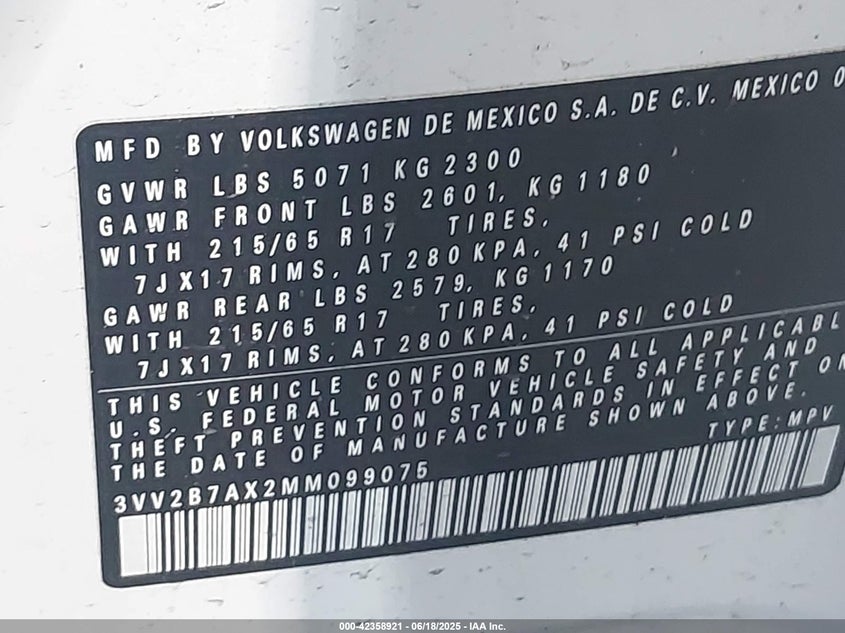 MFD BY VOLKSWAGEN DE MEXICO S.A. DE C.V. MEXICO
GVWR LBS 5071 KG 2300
GAWR FRONT LBS 2601, KG 1180
WITH 215/65 R17 TIRES,
7JX17 RIMS, AT 280 KPA, 41 PSI COLD
GAWR REAR LBS 2579, KG 1170
WITH 215/65 R17 TIRES,
7JX17 RIMS, AT 280 KPA, 41 PSI COLD
THIS VEHICLE CONFORMS TO ALL APPLICABL
U.S. FEDERAL MOTOR VEHICLE SAFETY AND
THEFT PREVENTION STANDARDS IN EFFECT ON
THE DATE OF MANUFACTURE SHOWN ABOVE.
3VV2B7AX2MM099075 TYPE: MPV
000-42358921 - 06/18/2025 - IAA Inc.